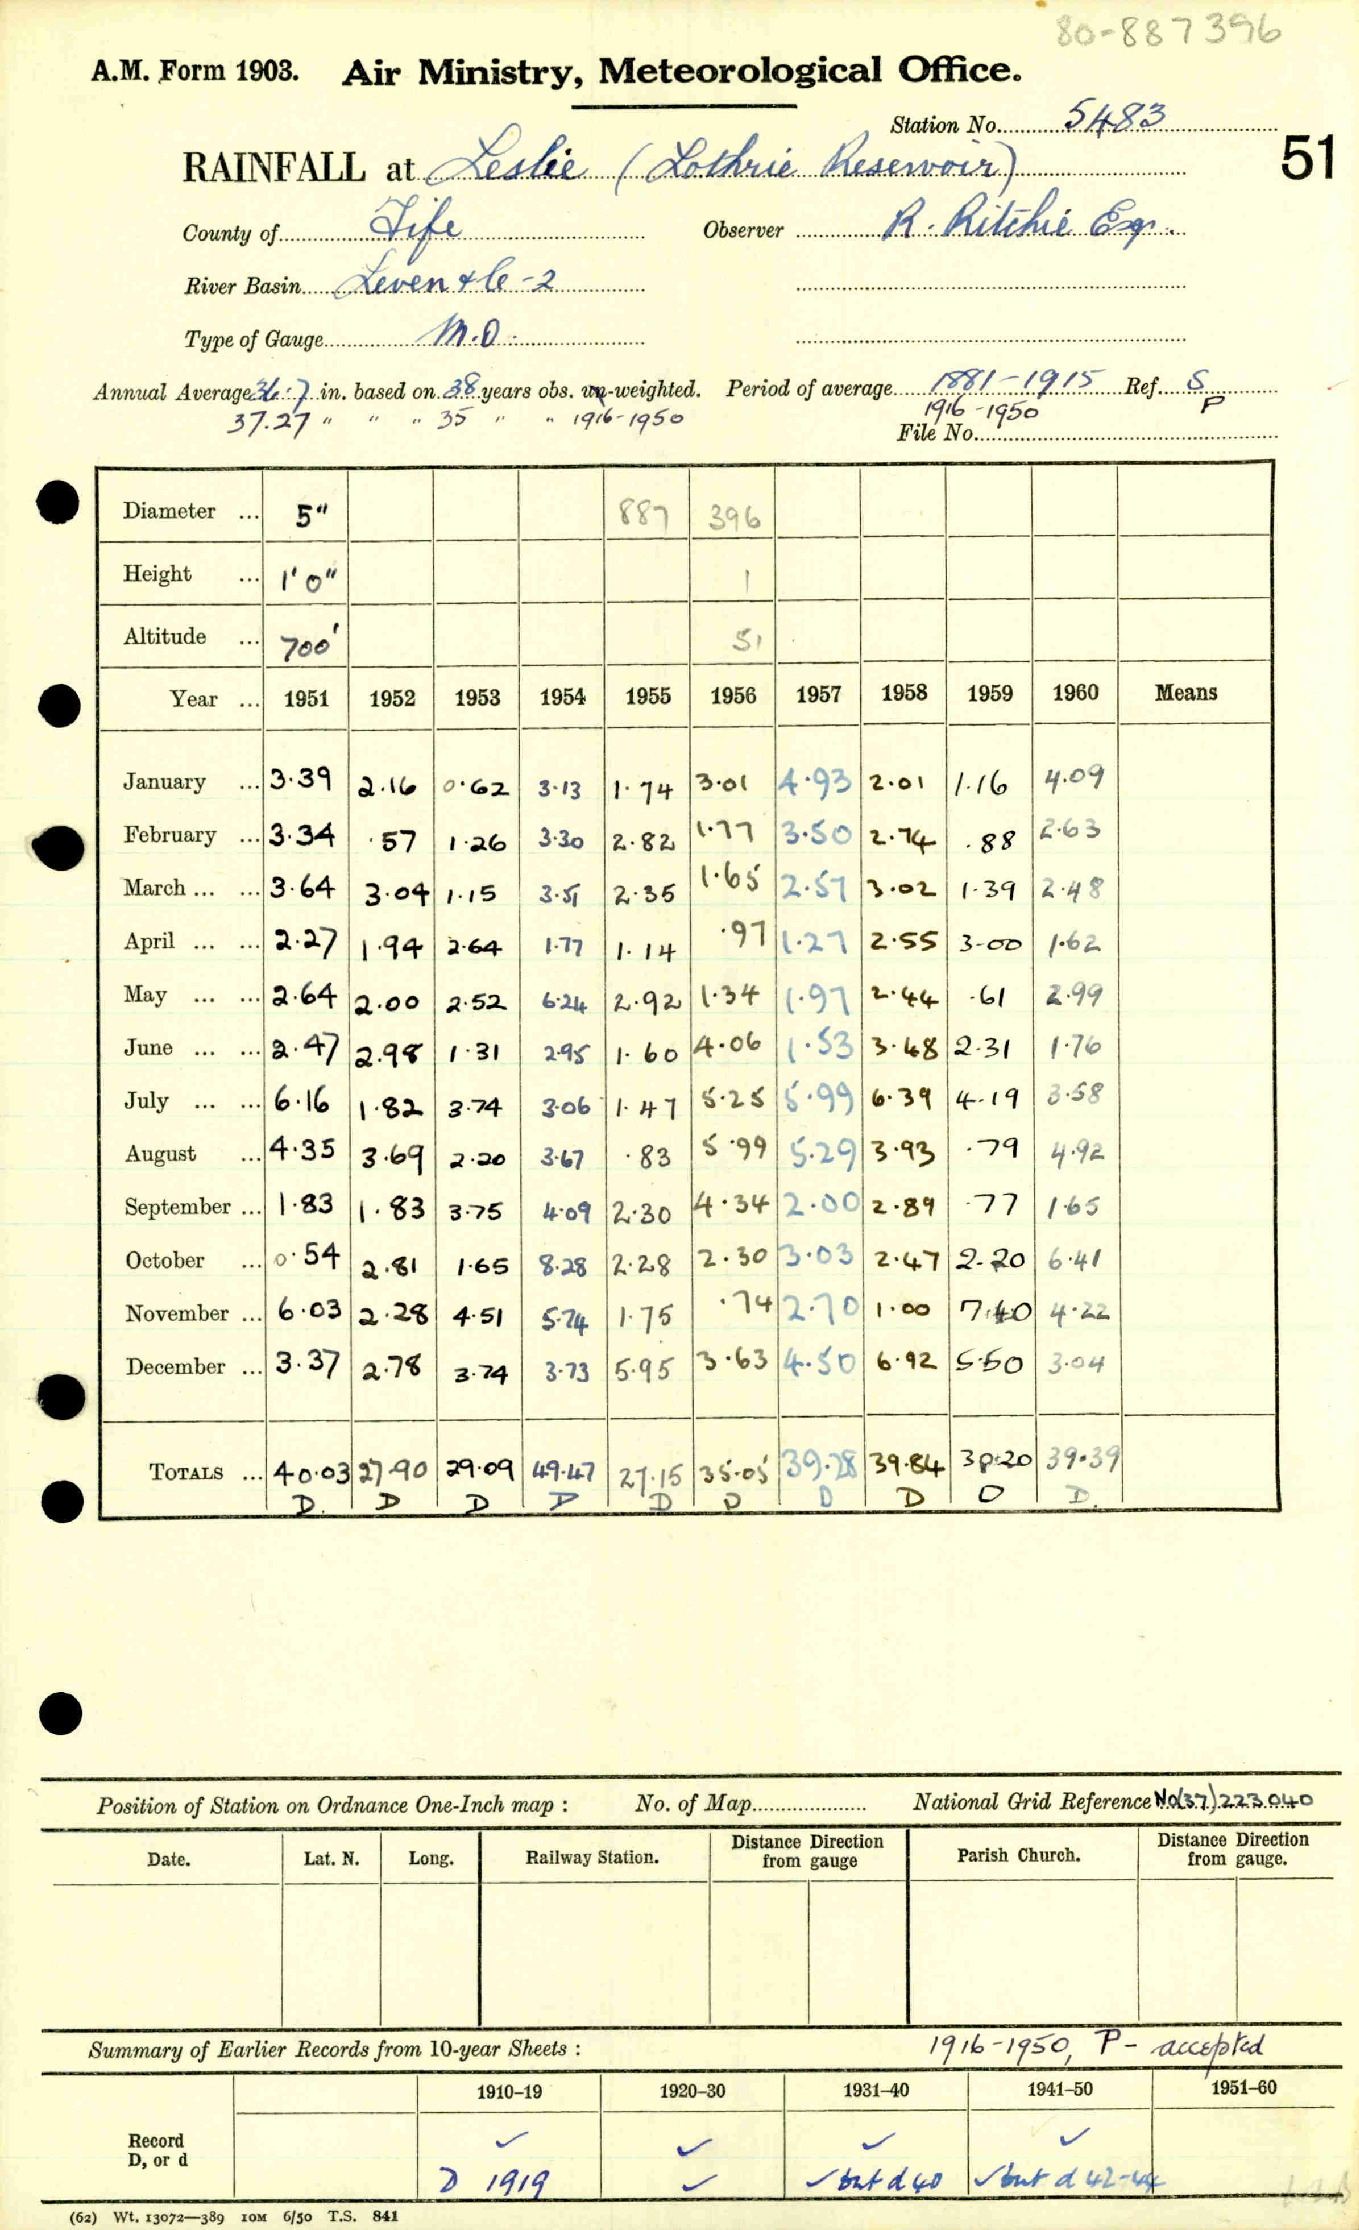 80-887396
A.M. Form 1903. Air Ministry, Meteorological Office.
Station No. 5483
51
RAINFALL at Leslie (Lothrie Reservoir)
County of Fife Observer R. Ritchie Esq.
River Basin Leven & C-2
Type of Gauge M.O.
Annual Average 36.7 in. based on 38 years obs. un-weighted. Period of average 1881-1915 Ref. S
37.27 " " " 35 " " 1916-1950 1916-1950 P
File No.
Diameter ... 5" 887 396
Height ... 1'0" 1
Altitude ... 700' 51
Year ... 1951 1952 1953 1954 1955 1956 1957 1958 1959 1960 Means
January ... 3.39 2.16 0.62 3.13 1.74 3.01 4.93 2.01 1.16 4.09
February ... 3.34 .57 1.26 3.30 2.82 1.77 3.50 2.74 .88 2.63
March ... ... 3.64 3.04 1.15 3.51 2.35 1.65 2.57 3.02 1.39 2.48
April ... ... 2.27 1.94 2.64 1.77 1.14 .97 1.27 2.55 3.00 1.62
May ... ... 2.64 2.00 2.52 6.24 2.92 1.34 1.97 2.44 .61 2.99
June ... ... 2.47 2.98 1.31 2.95 1.60 4.06 1.53 3.48 2.31 1.76
July ... ... 6.16 1.82 3.74 3.06 1.47 5.25 5.99 6.39 4.19 3.58
August ... 4.35 3.69 2.20 3.67 .83 5.99 5.29 3.93 .79 4.92
September ... 1.83 1.83 3.75 4.09 2.30 4.34 2.00 2.89 .77 1.65
October ... 0.54 2.81 1.65 8.28 2.28 2.30 3.03 2.47 2.20 6.41
November ... 6.03 2.28 4.51 5.74 1.75 .74 2.70 1.00 7.40 4.22
December ... 3.37 2.78 3.74 3.73 5.95 3.63 4.50 6.92 5.50 3.04
TOTALS ... 40.03 27.90 29.09 49.47 27.15 35.05 39.28 39.84 30.20 39.39
D. D D D D D D D D D.
Position of Station on Ordnance One-Inch map : No. of Map National Grid Reference No(37)223040
Date. Lat. N. Long. Railway Station. Distance Direction from gauge Parish Church. Distance Direction from gauge.
Summary of Earlier Records from 10-year Sheets : 1916-1950, P - accepted
1910-19 1920-30 1931-40 1941-50 1951-60
Record ✓ ✓ ✓ ✓
D, or d D 1919 ✓ ✓ but d 40 ✓ but d 42-44
(62) Wt. 13072—389 10M 6/50 T.S. 841